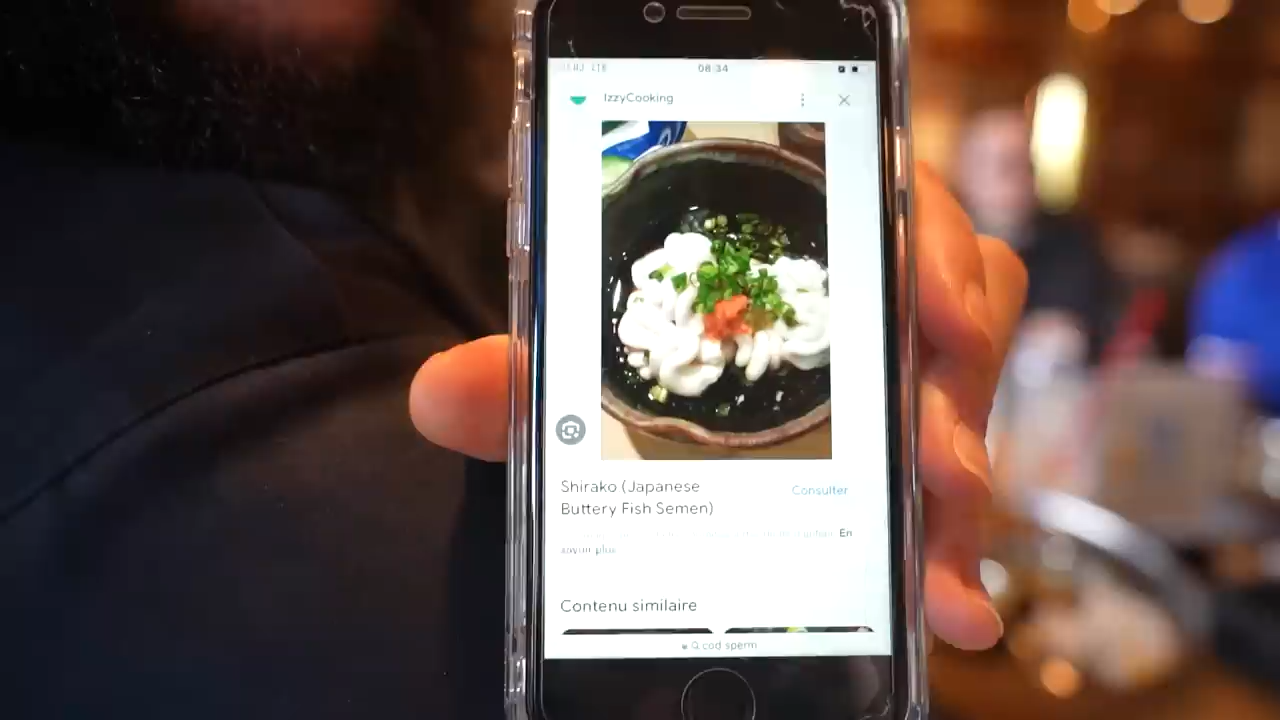 08:34
IzzyCooking
Shirako (Japanese
Buttery Fish Semen)
Consulter
En
savoir plus
Contenu similaire
cod sperm